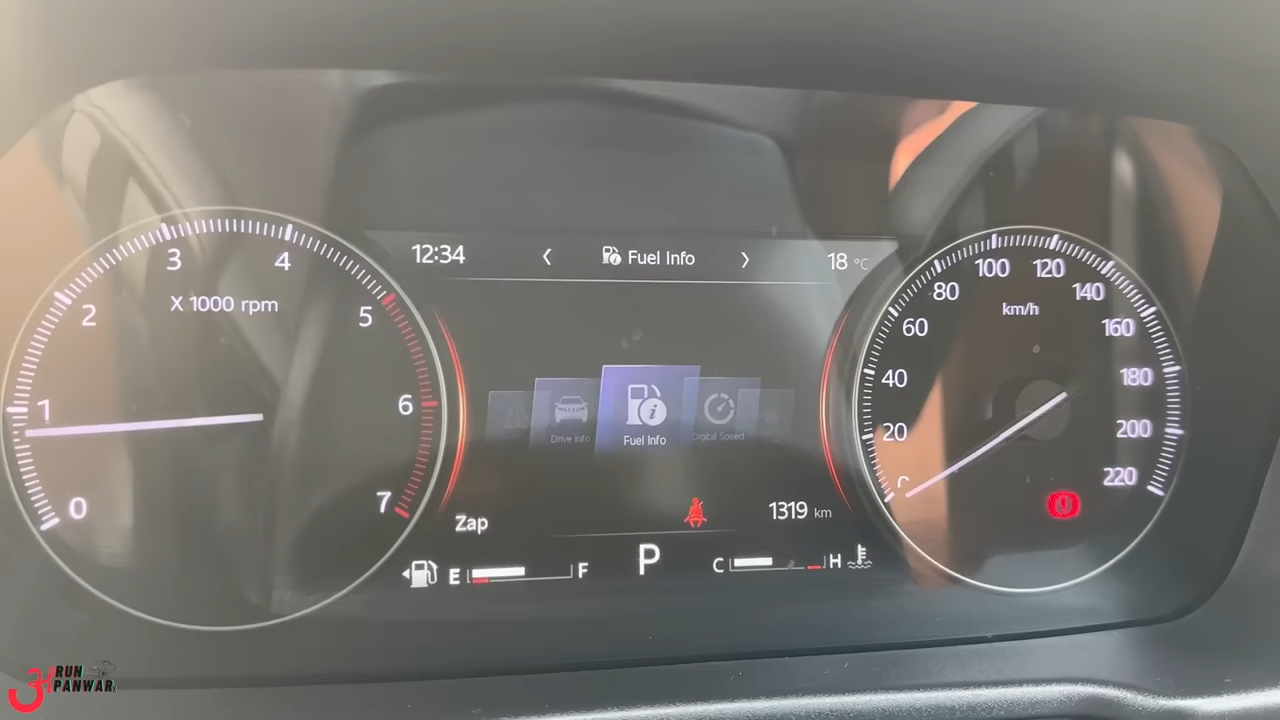 12:34
Fuel Info
18 °C
0
1
2
3
4
5
6
7
X 1000 rpm
Drive Info
Fuel Info
Digital Speed
Zap
1319 km
E
F
P
C
H
20
40
60
80
100
120
140
160
180
200
220
km/h
RUN
PANWAR